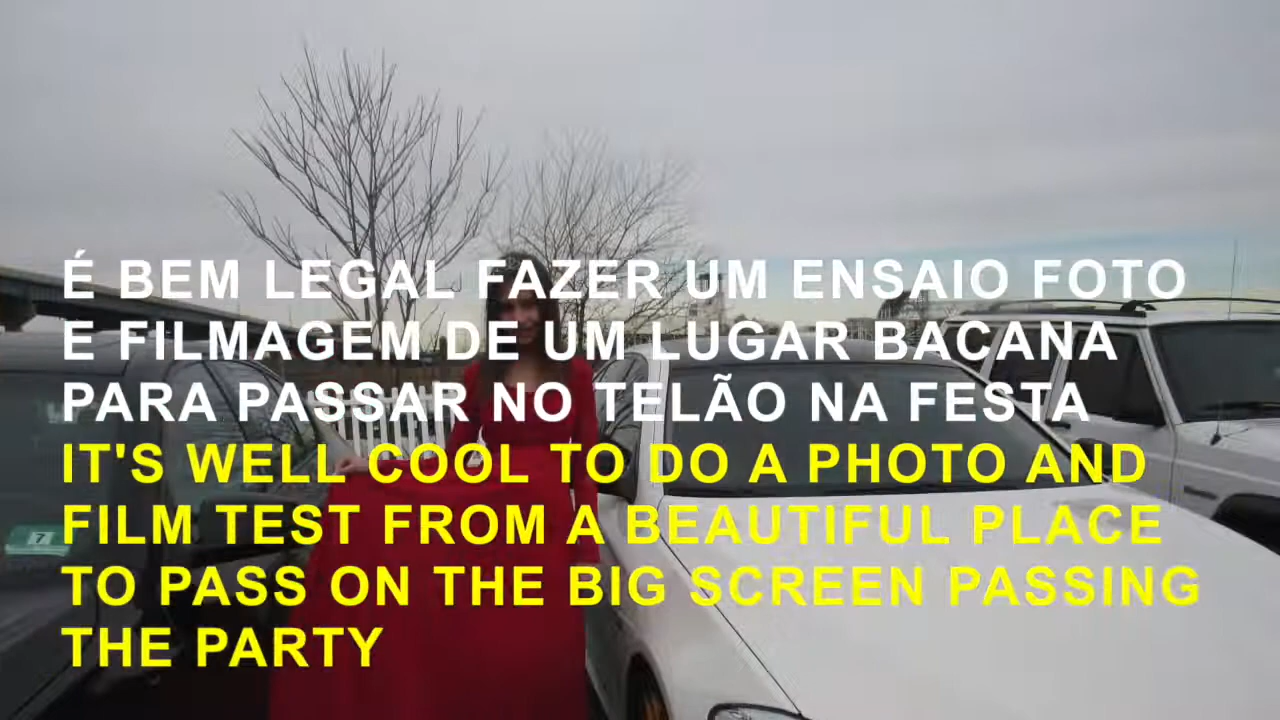 É BEM LEGAL FAZER UM ENSAIO FOTO
E FILMAGEM DE UM LUGAR BACANA
PARA PASSAR NO TELÃO NA FESTA
IT'S WELL COOL TO DO A PHOTO AND
FILM TEST FROM A BEAUTIFUL PLACE
TO PASS ON THE BIG SCREEN PASSING
THE PARTY
7